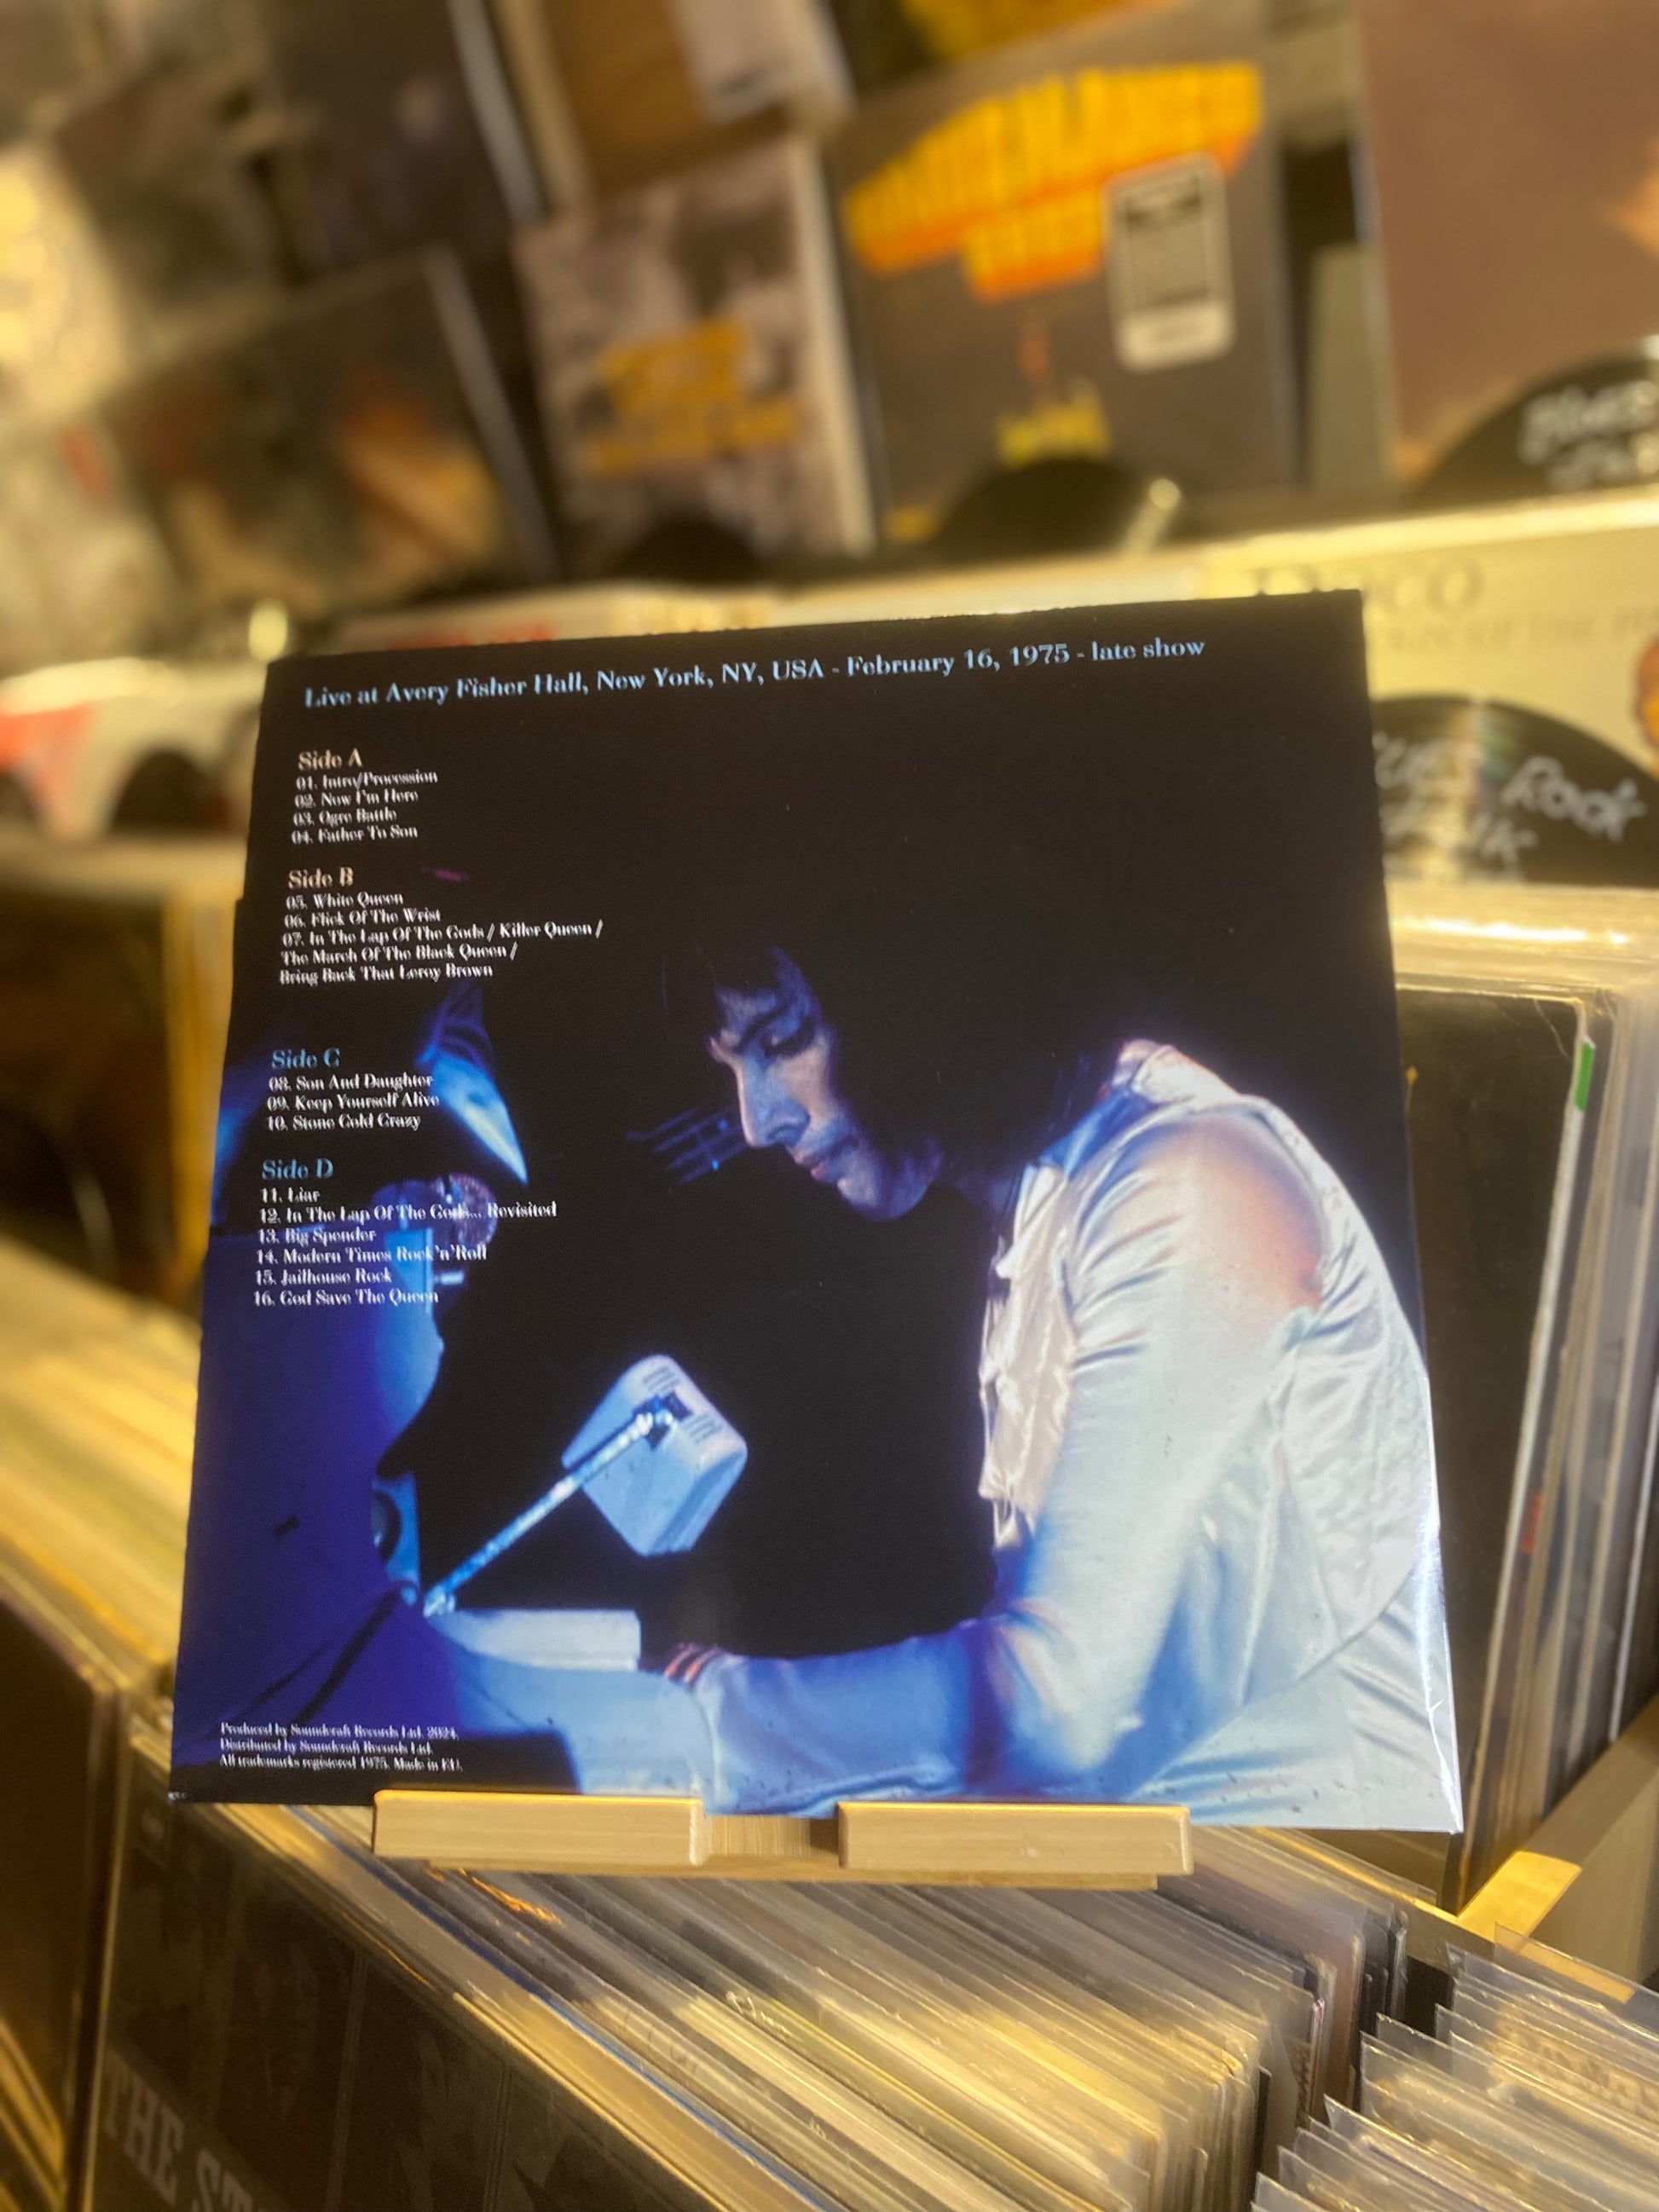 Live at Avery Fisher Hall, New York, NY, USA - February 16, 1975 - late show
Side A
01. Intro/Procession
02. Now I'm Here
03. Ogre Battle
04. Father To Son
Side B
05. White Queen
06. Flick Of The Wrist
07. In The Lap Of The Gods / Killer Queen /
The March Of The Black Queen /
Bring Back That Leroy Brown
Side C
08. Son And Daughter
09. Keep Yourself Alive
10. Stone Cold Crazy
Side D
11. Liar
12. In The Lap Of The Gods... Revisited
13. Big Spender
14. Modern Times Rock'n'Roll
15. Jailhouse Rock
16. God Save The Queen
Produced by Soundcraft Records Ltd. 2024.
Distributed by Soundcraft Records Ltd.
All trademarks registered 1975. Made in EU.
Rock
THE